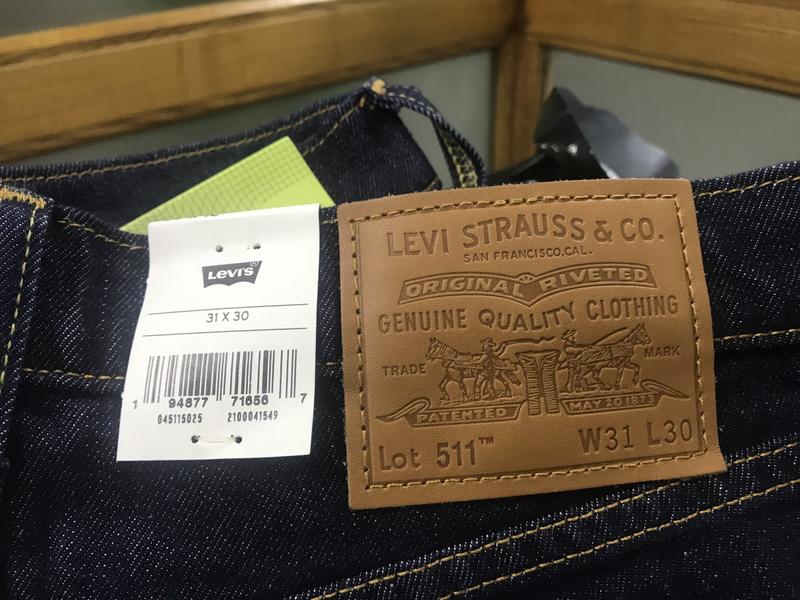 LEVI'S®
31 X 30
1 94877 71656 7
045115025 2100041549
LEVI STRAUSS & CO.
SAN FRANCISCO, CAL.
ORIGINAL RIVETED
GENUINE QUALITY CLOTHING
TRADE MARK
PATENTED MAY 20 1873
Lot 511™ W31 L30